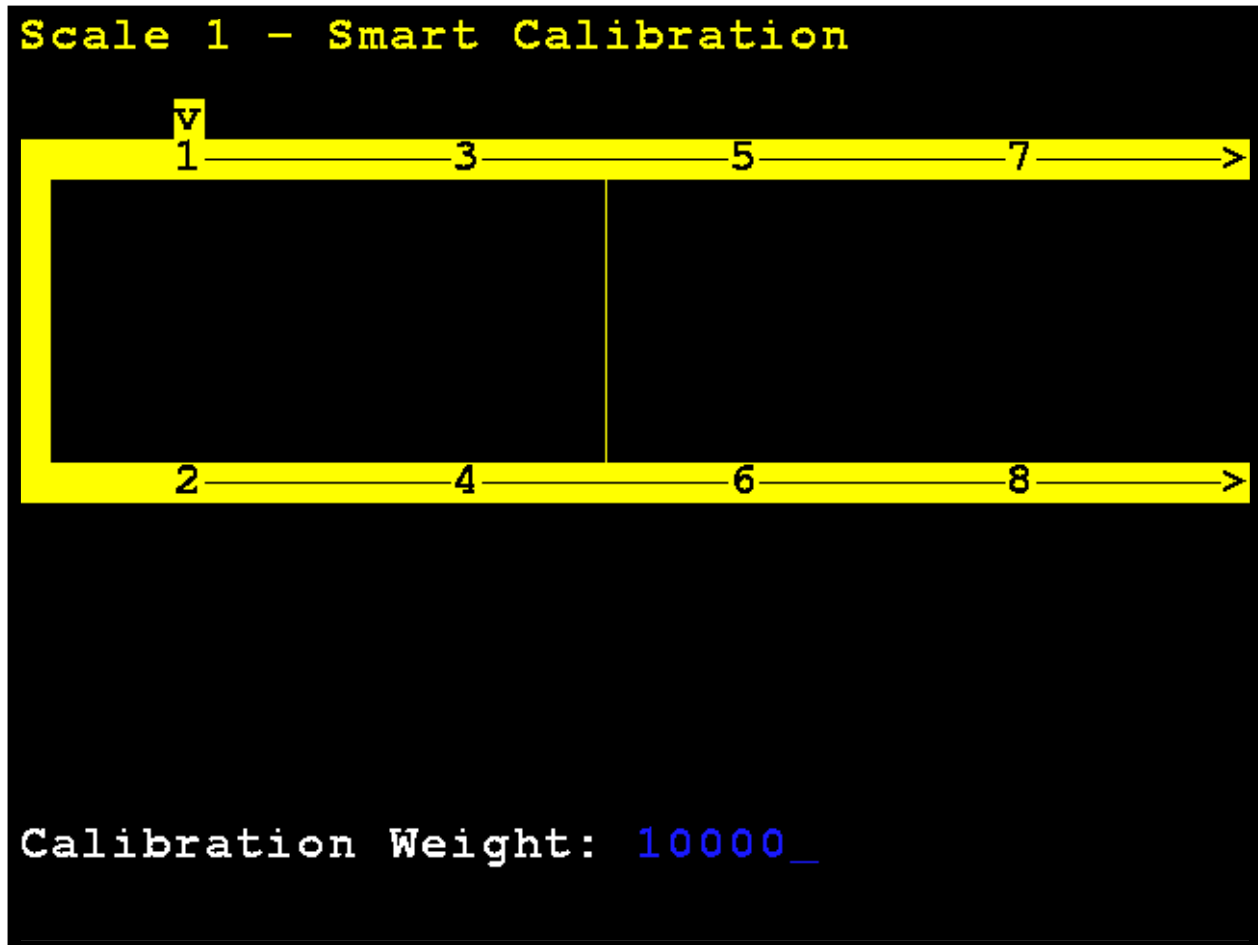 Scale 1 - Smart Calibration
v
1 3 5 7 >
2 4 6 8 >
Calibration Weight: 10000_